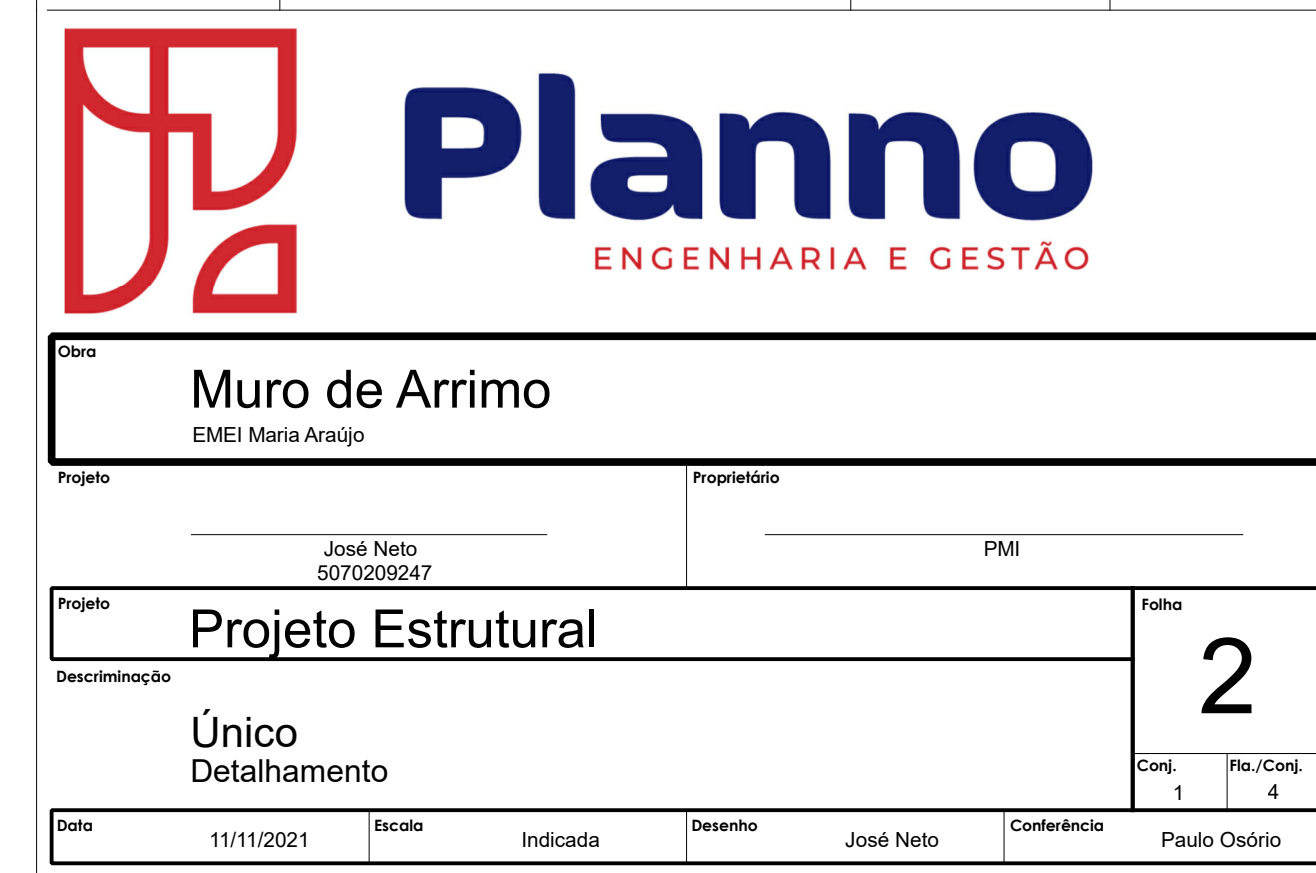 Planno
ENGENHARIA E GESTÃO
Obra
Muro de Arrimo
EMEI Maria Araújo
Projeto
José Neto
5070209247
Proprietário
PMI
Projeto
Projeto Estrutural
Folha
2
Descriminação
Único
Detalhamento
Conj.
1
Fla./Conj.
4
Data
11/11/2021
Escala
Indicada
Desenho
José Neto
Conferência
Paulo Osório